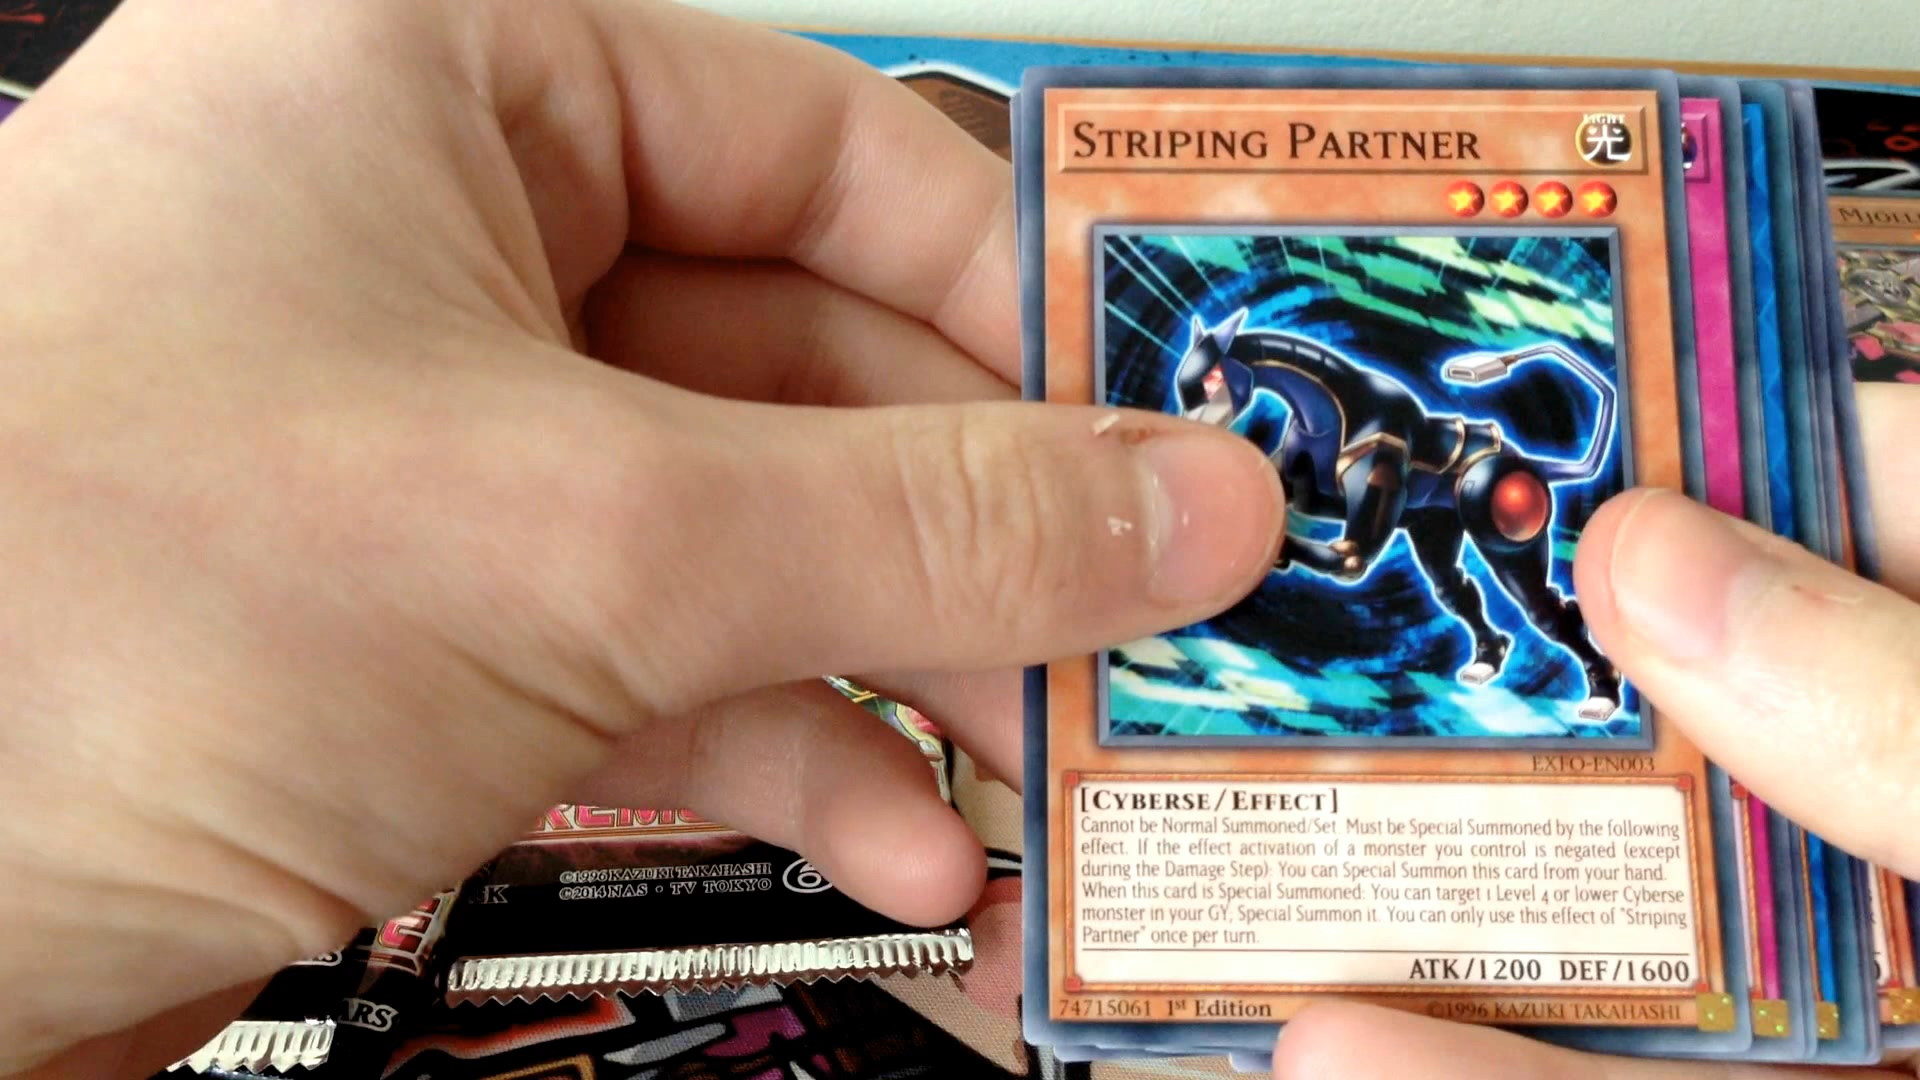 STRIPING PARTNER
LIGHT
光
MJOLL
EXFO-EN003
[CYBERSE/EFFECT]
Cannot be Normal Summoned/Set. Must be Special Summoned by the following
effect. If the effect activation of a monster you control is negated (except
during the Damage Step): You can Special Summon this card from your hand.
When this card is Special Summoned: You can target 1 Level 4 or lower Cyberse
monster in your GY; Special Summon it. You can only use this effect of "Striping
Partner" once per turn.
ATK/1200 DEF/1600
74715061 1st Edition
©1996 KAZUKI TAKAHASHI
©1996 KAZUKI TAKAHASHI
©2014 NAS • TV TOKYO
6